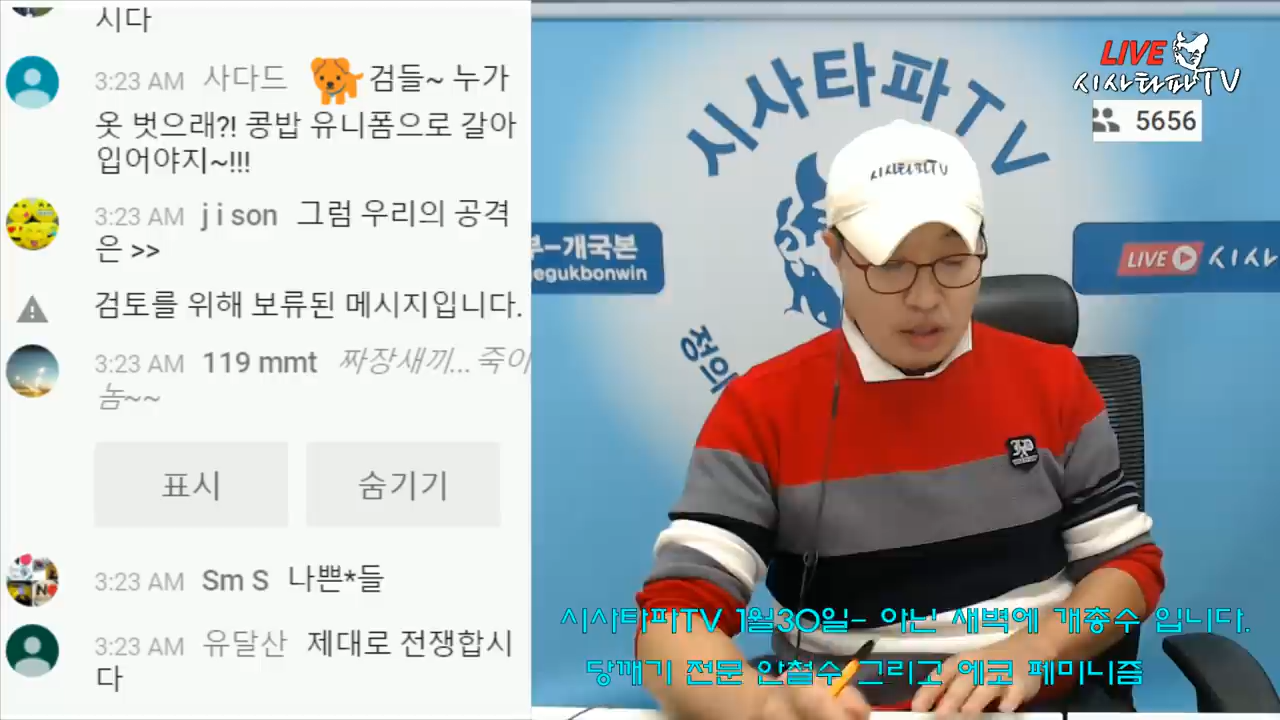 시다
3:23 AM 사다드 검들~ 누가
옷 벗으래?! 콩밥 유니폼으로 갈아
입어야지~!!!
3:23 AM j i son 그럼 우리의 공격
은 >>
검토를 위해 보류된 메시지입니다.
3:23 AM 119 mmt 짜장새끼... 죽이
놈~~
표시
숨기기
3:23 AM Sm S 나쁜*들
3:23 AM 유달산 제대로 전쟁합시
다
LIVE
시사타파TV
5656
시사타파TV
시사타파TV
부-개국본
egukbonwin
LIVE 시사
정의
시사타파TV 1월30일- 아닌 새벽에 개총수 입니다.
당깨기 전문 안철수 그리고 에코 페미니즘